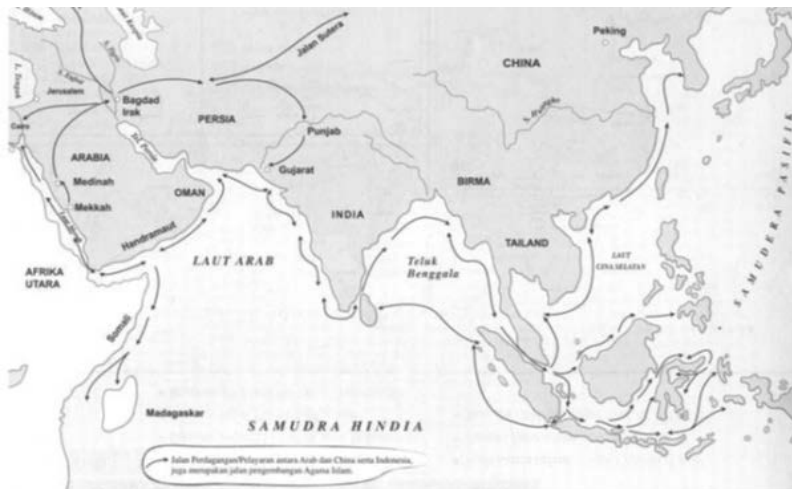 Peking
Jalan Sutera
CHINA
Jerusalem
Bagdad
Irak
PERSIA
Cairo
Punjab
ARABIA
Gujarat
Medinah
OMAN
BIRMA
Mekkah
INDIA
Handramaut
TAILAND
LAUT ARAB
Teluk
Benggala
LAUT
CINA SELATAN
SAMUDERA PASIFIK
AFRIKA
UTARA
Somali
Madagaskar
SAMUDRA HINDIA
Jalan Perdagangan/Pelayaran antara Arab dan China serta Indonesia,
juga merupakan jalan pengembangan Agama Islam.